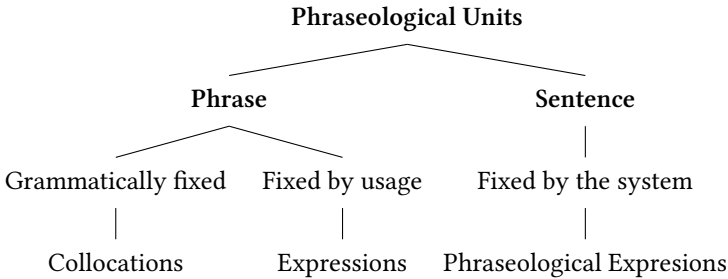 Phraseological Units
Phrase Sentence
Grammatically fixed Fixed by usage Fixed by the system
Collocations Expressions Phraseological Expresions